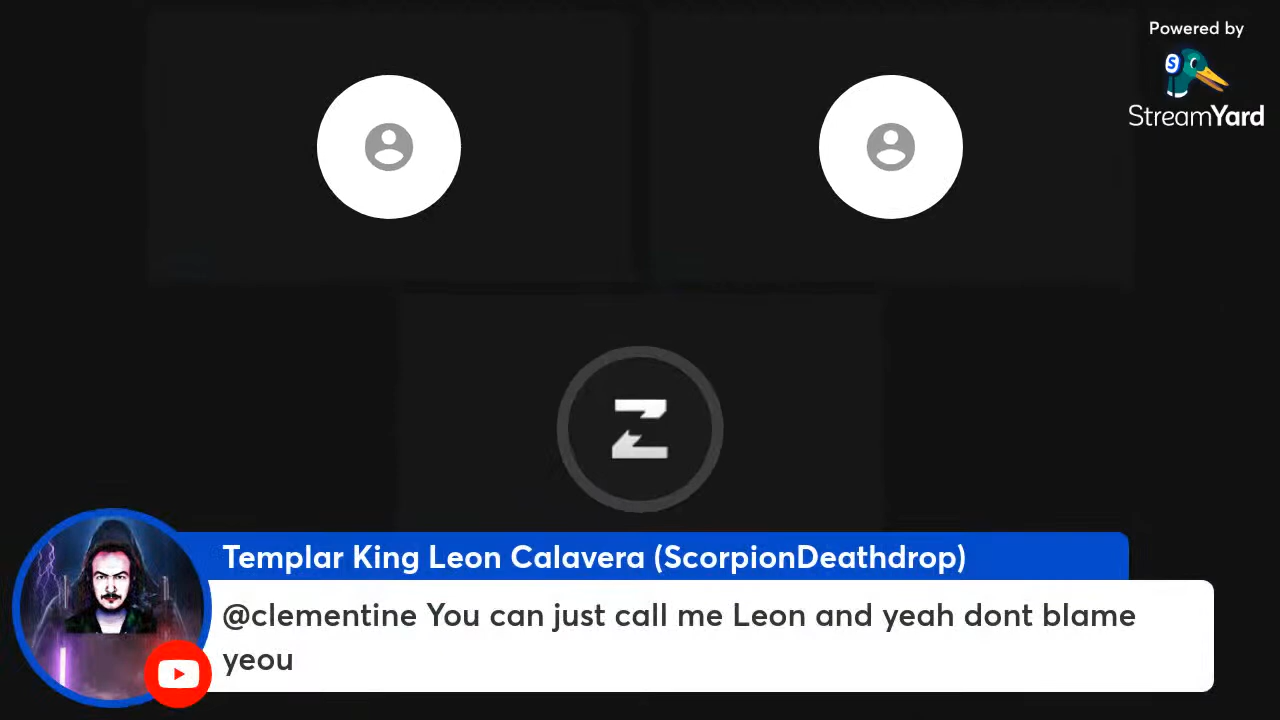 Powered by
S
StreamYard
Z
Templar King Leon Calavera (ScorpionDeathdrop)
@clementine You can just call me Leon and yeah dont blame
yeou